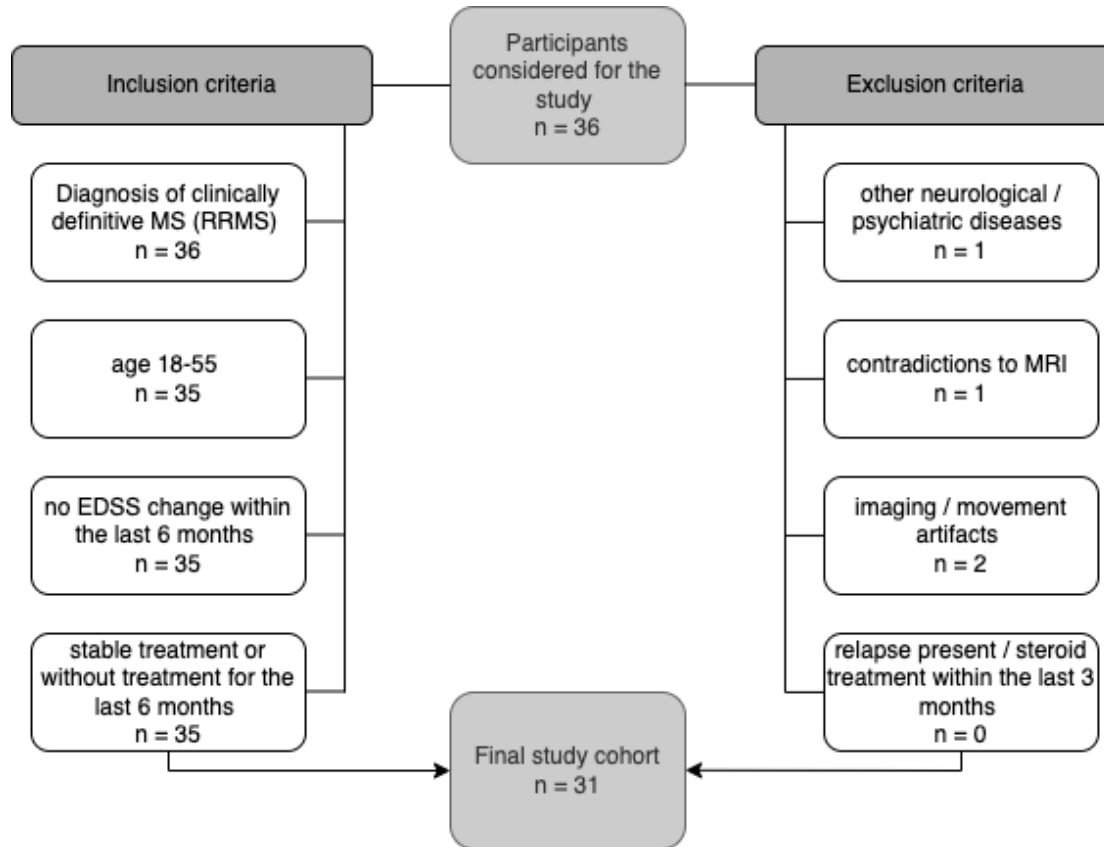 Participants
considered for the
study
n = 36
Inclusion criteria
Diagnosis of clinically
definitive MS (RRMS)
n = 36
age 18-55
n = 35
no EDSS change within
the last 6 months
n = 35
stable treatment or
without treatment for the
last 6 months
n = 35
Exclusion criteria
other neurological /
psychiatric diseases
n = 1
contradictions to MRI
n = 1
imaging / movement
artifacts
n = 2
relapse present / steroid
treatment within the last 3
months
n = 0
Final study cohort
n = 31